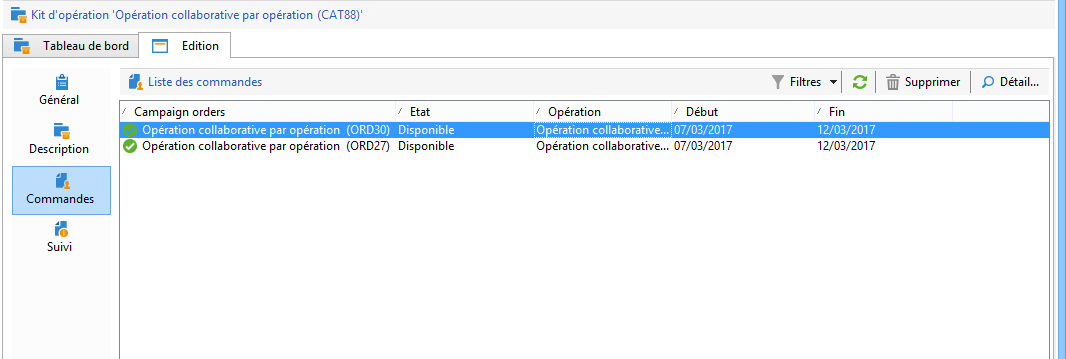 Kit d'opération 'Opération collaborative par opération (CAT88)'
Tableau de bord Edition
Général
Description
Commandes
Suivi
Liste des commandes Filtres Supprimer Détail...
Campaign orders Etat Opération Début Fin
Opération collaborative par opération (ORD30) Disponible Opération collaborative... 07/03/2017 12/03/2017
Opération collaborative par opération (ORD27) Disponible Opération collaborative... 07/03/2017 12/03/2017